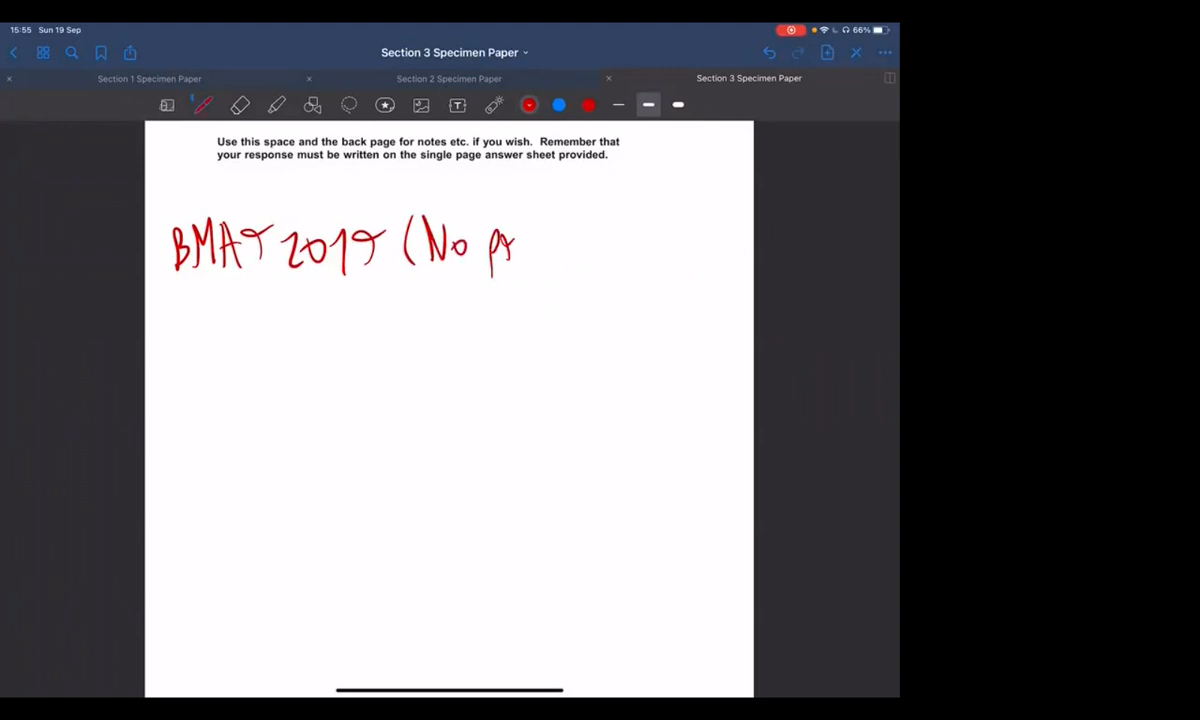 15:55 Sun 19 Sep 66%
Section 3 Specimen Paper
Section 1 Specimen Paper Section 2 Specimen Paper Section 3 Specimen Paper
Use this space and the back page for notes etc. if you wish. Remember that
your response must be written on the single page answer sheet provided.
BMAT 2019 (No